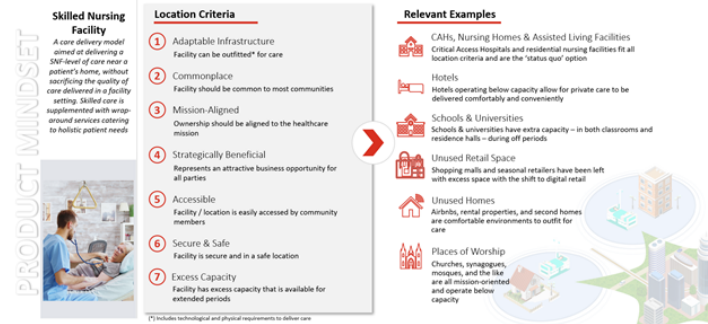 PRODUCT MINDSET
Skilled Nursing
Facility
A care delivery model
aimed at delivering a
SNF-level of care near a
patient's home, without
sacrificing the quality of
care delivered in a facility
setting. Skilled care is
supplemented with wrap-
around services catering
to holistic patient needs
Location Criteria
1 Adaptable Infrastructure
Facility can be outfitted* for care
2 Commonplace
Facility should be common to most communities
3 Mission-Aligned
Ownership should be aligned to the healthcare
mission
4 Strategically Beneficial
Represents an attractive business opportunity for
all parties
5 Accessible
Facility / location is easily accessed by community
members
6 Secure & Safe
Facility is secure and in a safe location
7 Excess Capacity
Facility has excess capacity that is available for
extended periods
(*) Includes technological and physical requirements to deliver care
Relevant Examples
CAHs, Nursing Homes & Assisted Living Facilities
Critical Access Hospitals and residential nursing facilities fit all
location criteria and are the 'status quo' option
Hotels
Hotels operating below capacity allow for private care to be
delivered comfortably and conveniently
Schools & Universities
Schools & universities have extra capacity – in both classrooms and
residence halls – during off periods
Unused Retail Space
Shopping malls and seasonal retailers have been left
with excess space with the shift to digital retail
Unused Homes
Airbnbs, rental properties, and second homes
are comfortable environments to outfit for
care
Places of Worship
Churches, synagogues,
mosques, and the like
are all mission-oriented
and operate below
capacity